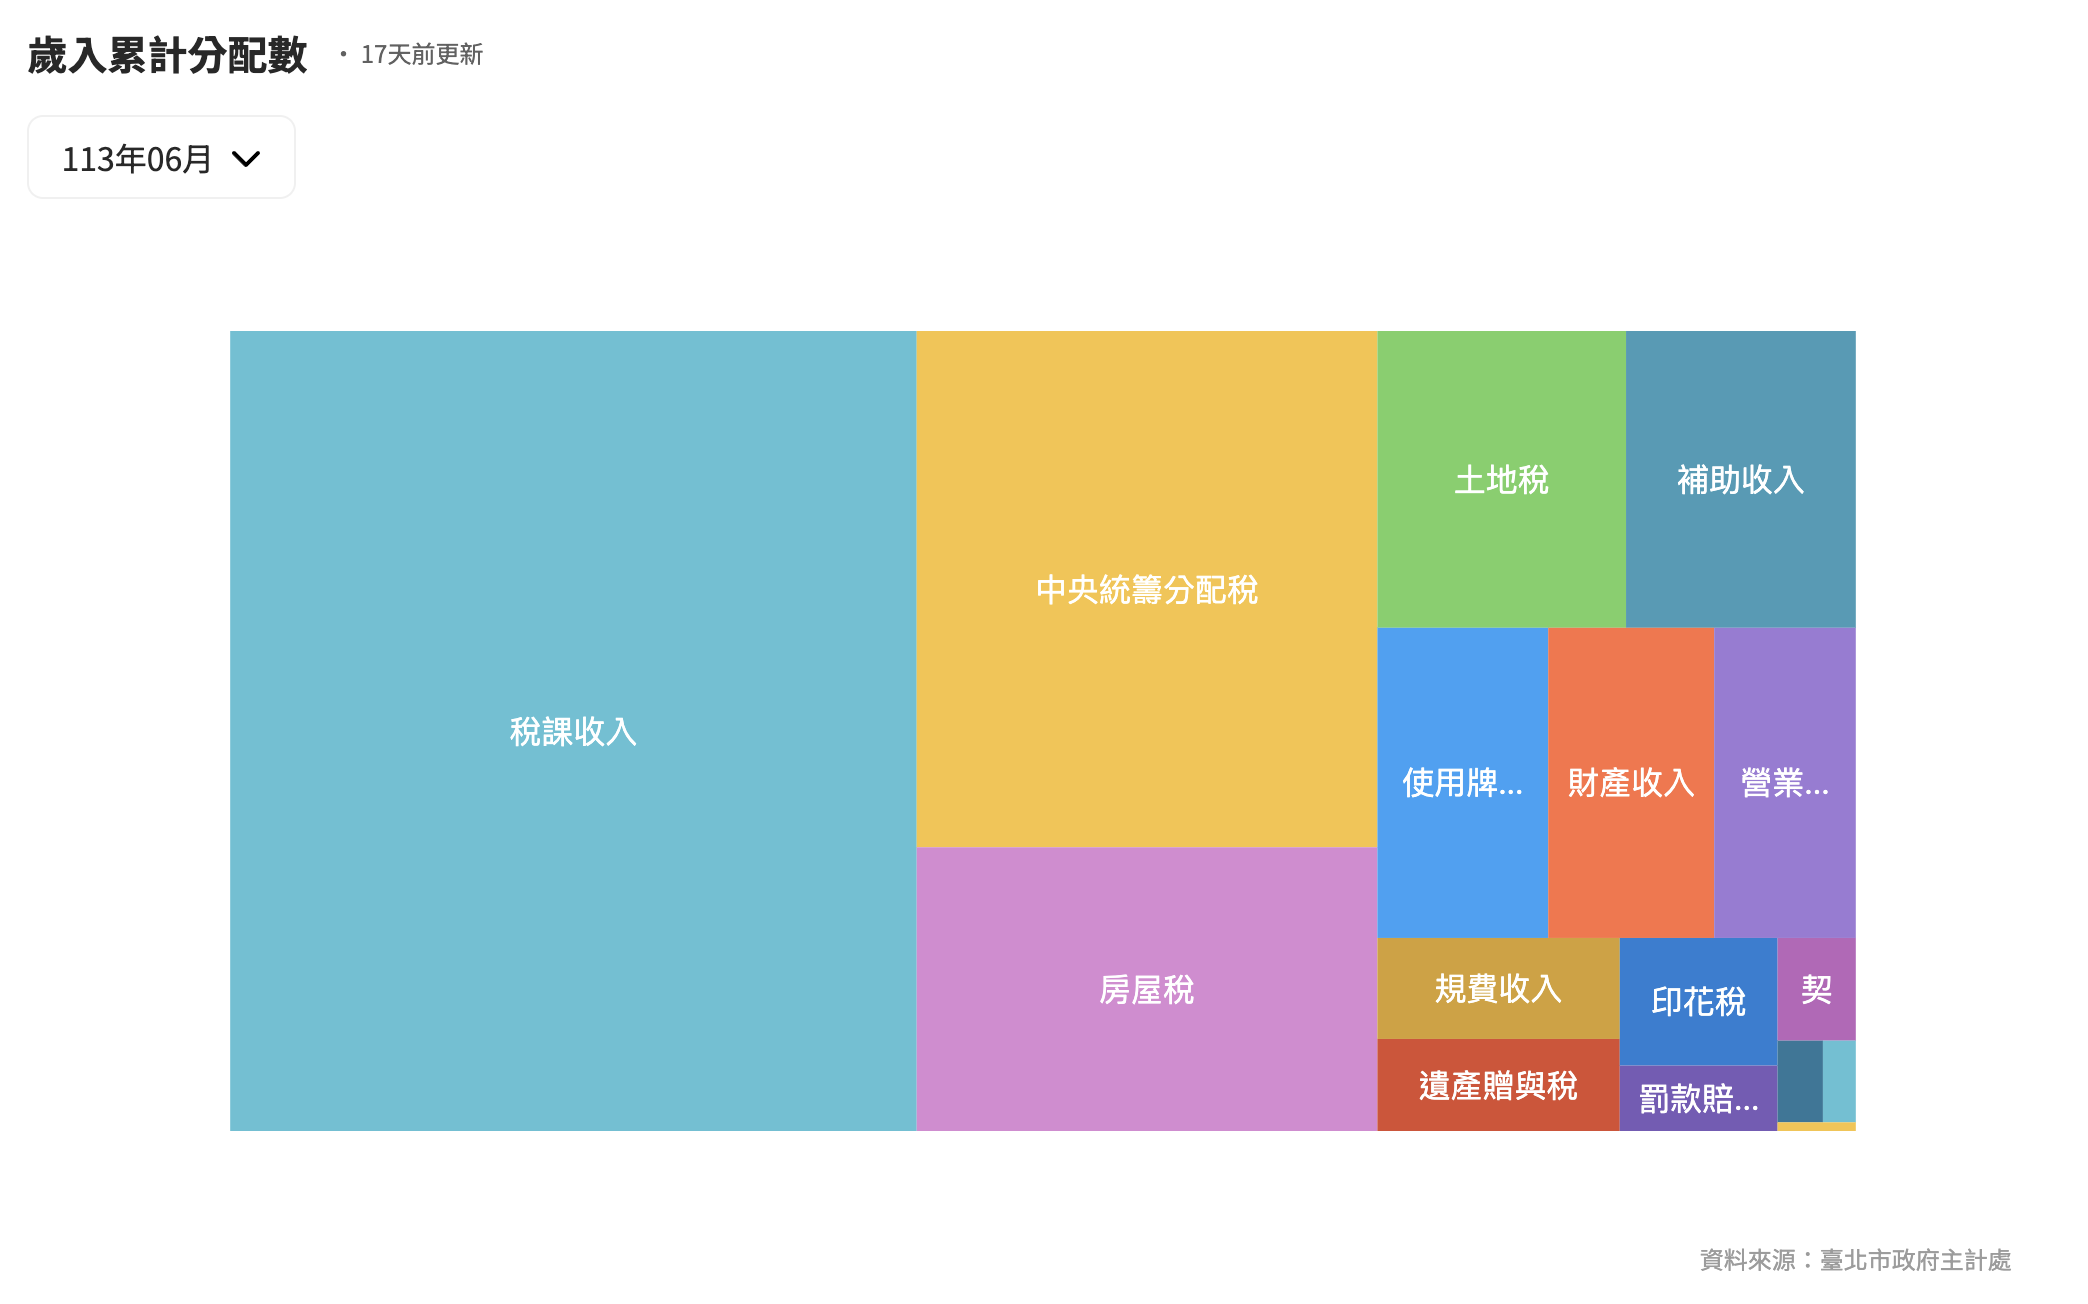 歲入累計分配數 · 17天前更新
113年06月
稅課收入
中央統籌分配稅
房屋稅
土地稅
補助收入
使用牌...
財產收入
營業...
規費收入
印花稅
契
遺產贈與稅
罰款賠...
資料來源：臺北市政府主計處